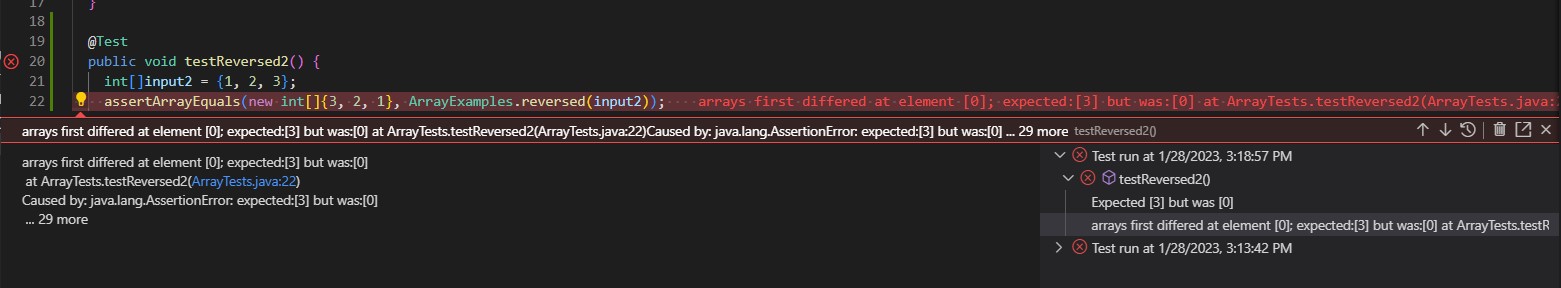 17 }
18
19 @Test
20 public void testReversed2() {
21 int[]input2 = {1, 2, 3};
22 assertArrayEquals(new int[]{3, 2, 1}, ArrayExamples.reversed(input2)); arrays first differed at element [0]; expected:[3] but was:[0] at ArrayTests.testReversed2(ArrayTests.java:
arrays first differed at element [0]; expected:[3] but was:[0] at ArrayTests.testReversed2(ArrayTests.java:22)Caused by: java.lang.AssertionError: expected:[3] but was:[0] ... 29 more testReversed2()
arrays first differed at element [0]; expected:[3] but was:[0]
at ArrayTests.testReversed2(ArrayTests.java:22)
Caused by: java.lang.AssertionError: expected:[3] but was:[0]
... 29 more
Test run at 1/28/2023, 3:18:57 PM
testReversed2()
Expected [3] but was [0]
arrays first differed at element [0]; expected:[3] but was:[0] at ArrayTests.testR
Test run at 1/28/2023, 3:13:42 PM